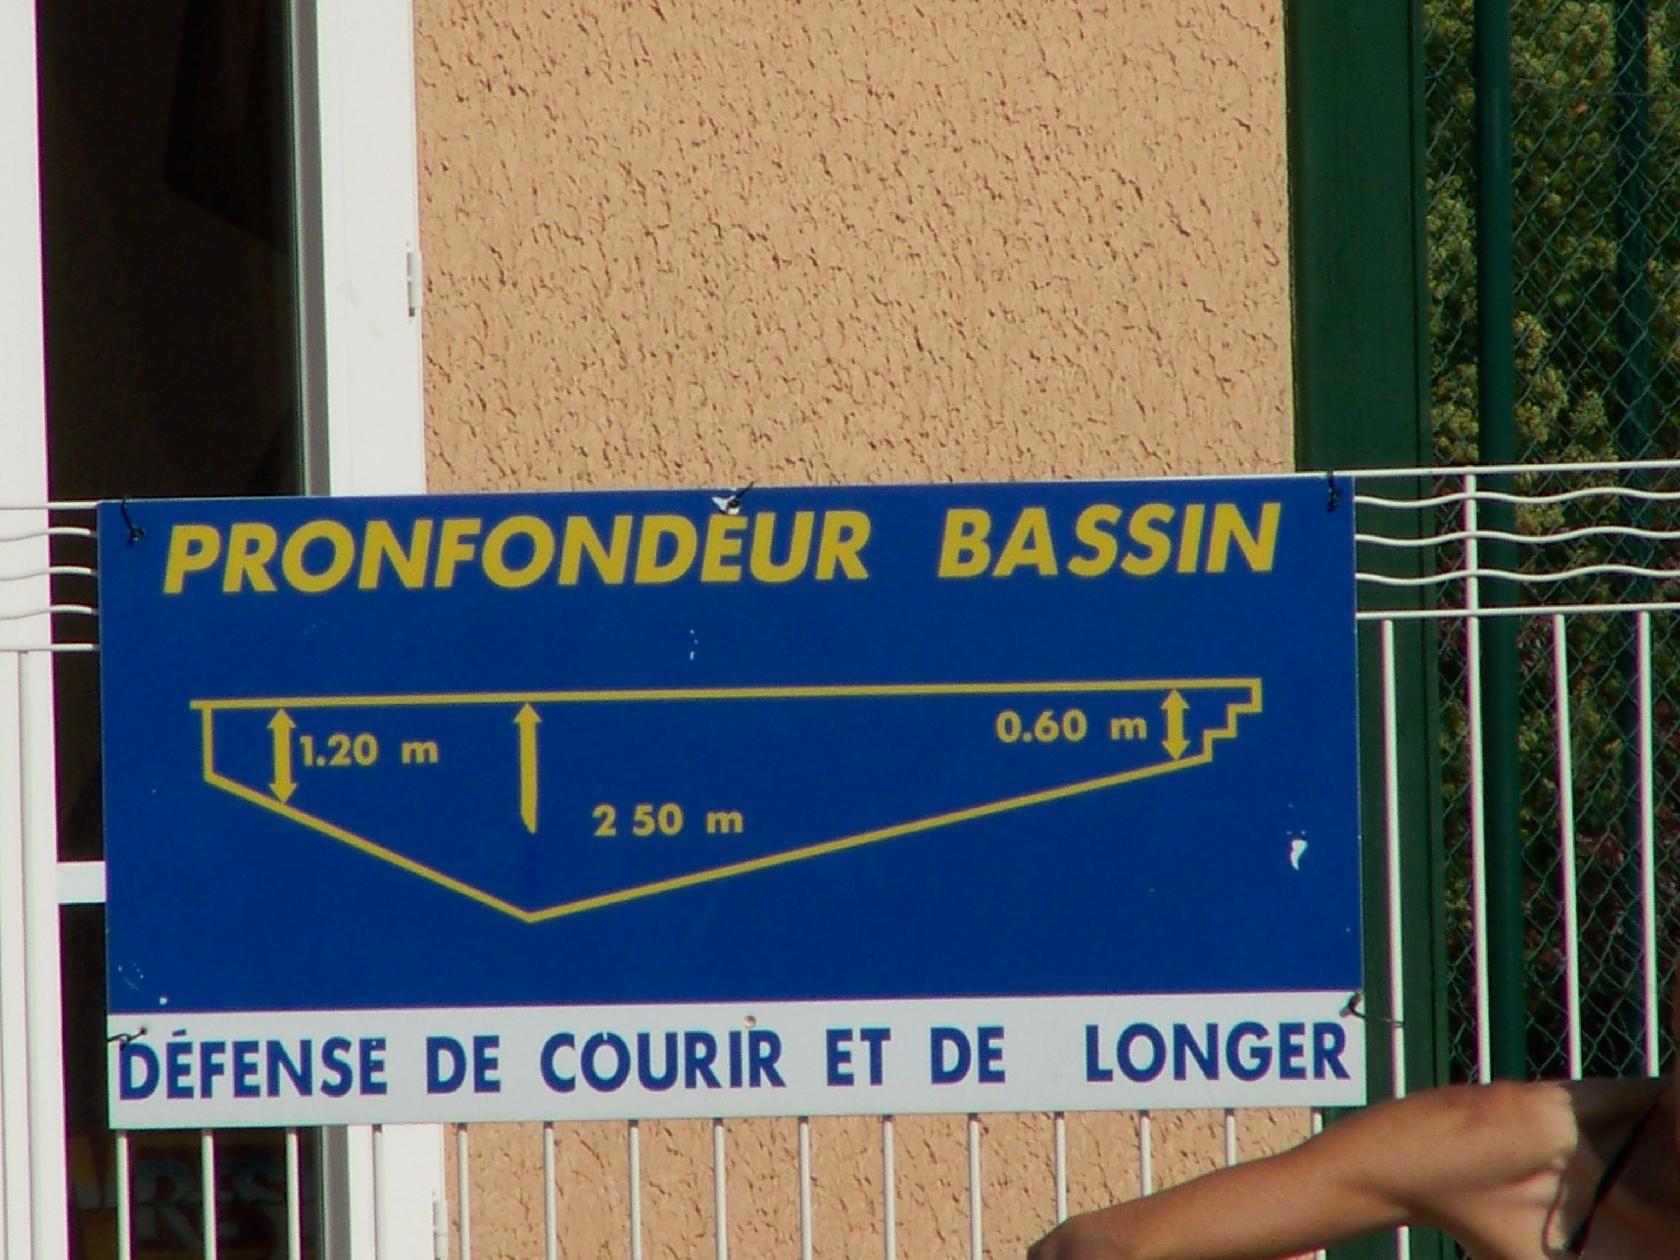 PRONFONDEUR BASSIN
1.20 m
0.60 m
2 50 m
DÉFENSE DE COURIR ET DE LONGER